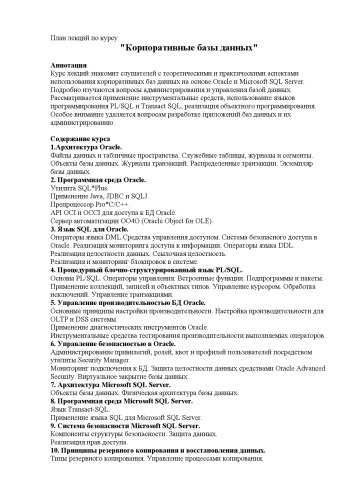 План лекций по курсу
"Корпоративные базы данных"
Аннотация
Курс лекций знакомит слушателей с теоретическими и практическими аспектами
использования корпоративных баз данных на основе Oracle и Microsoft SQL Server.
Подробно изучаются вопросы администрирования и управления базой данных.
Рассматривается применение инструментальные средств, использование языков
программирования PL/SQL и Transact SQL, реализация объектного программирования.
Особое внимание уделяется вопросам разработке приложений баз данных и их
администрированию.
Содержание курса
1.Архитектура Oracle.
Файлы данных и табличные пространства. Служебные таблицы, журналы и сегменты.
Объекты базы данных. Журналы транзакций. Распределенные транзакции. Экземпляр
базы данных.
2. Программная среда Oracle.
Утилита SQL*Plus.
Применение Java, JDBC и SQLJ.
Препроцессор Pro*C/C++.
API OCI и OCCI для доступа к БД Oracle.
Сервер автоматизации OO4O (Oracle Object for OLE).
3. Язык SQL для Oracle.
Операторы языка DML.Средства управления доступом. Система безопасного доступа в
Oracle. Реализация мониторинга доступа к информации. Операторы языка DDL.
Реализация целостности данных. Ссылочная целостность.
Реализация и мониторинг блокировок в системе.
4. Процедурный блочно-структурированный язык PL/SQL.
Основы PL/SQL. Операторы управления. Встроенные функции. Подпрограммы и пакеты.
Применение коллекций, записей и объектных типов. Управление курсором. Обработка
исключений. Управление транзакциями.
5. Управление производительностью БД Oracle.
Основные принципы настройки производительности. Настройка производительности для
OLTP и DSS системы.
Применение диагностических инструментов Oracle.
Инструментальные средства тестирования производительности выполняемых операторов.
6. Управление безопасностью в Oracle.
Администрирование привилегий, ролей, квот и профилей пользователей посредством
утилиты Security Manager.
Мониторинг подключения к БД. Защита целостности данных средствами Oracle Advanced
Security. Виртуальное закрытие базы данных.
7. Архитектура Microsoft SQL Server.
Объекты базы данных. Физическая архитектура базы данных.
8. Программная среда Microsoft SQL Server.
Язык Transact-SQL.
Применение языка SQL для Microsoft SQL Server.
9. Система безопасности Microsoft SQL Server.
Компоненты структуры безопасности. Защита данных.
Реализация прав доступа.
10. Принципы резервного копирования и восстановления данных.
Типы резервного копирования. Управление процессами копирования.